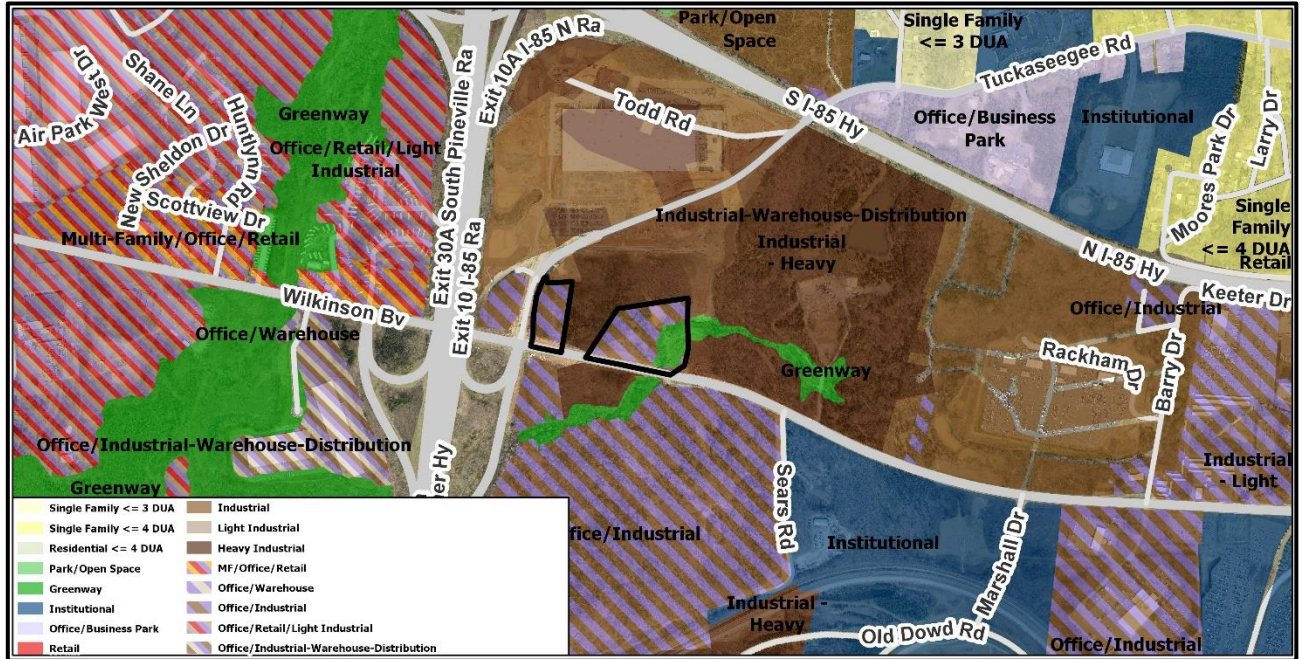 Park/Open
Space
Single Family
<= 3 DUA
Tuckaseegee Rd
Exit 10A I-85 N Ra
Exit 30A South Pineville Ra
Shane Ln
Air Park West Dr
Huntlynn Rd
New Sheldon Dr
Scottview Dr
Greenway
Office/Retail/Light
Industrial
Todd Rd
S I-85 Hy
Office/Business
Park
Institutional
Moores Park Dr
Larry Dr
Multi-Family/Office/Retail
Industrial-Warehouse-Distribution
Industrial
- Heavy
Single
Family
<= 4 DUA
Retail
N I-85 Hy
Keeter Dr
Wilkinson Bv
Exit 10 I-85 Ra
Office/Warehouse
Office/Industrial
Rackham Dr
Barry Dr
Greenway
Office/Industrial-Warehouse-Distribution
Greenway
er Hy
Industrial
- Light
Sears Rd
Marshall Dr
ffice/Industrial
Institutional
Industrial -
Heavy
Old Dowd Rd
Office/Industrial
Single Family <= 3 DUA
Single Family <= 4 DUA
Residential <= 4 DUA
Park/Open Space
Greenway
Institutional
Office/Business Park
Retail
Industrial
Light Industrial
Heavy Industrial
MF/Office/Retail
Office/Warehouse
Office/Industrial
Office/Retail/Light Industrial
Office/Industrial-Warehouse-Distribution